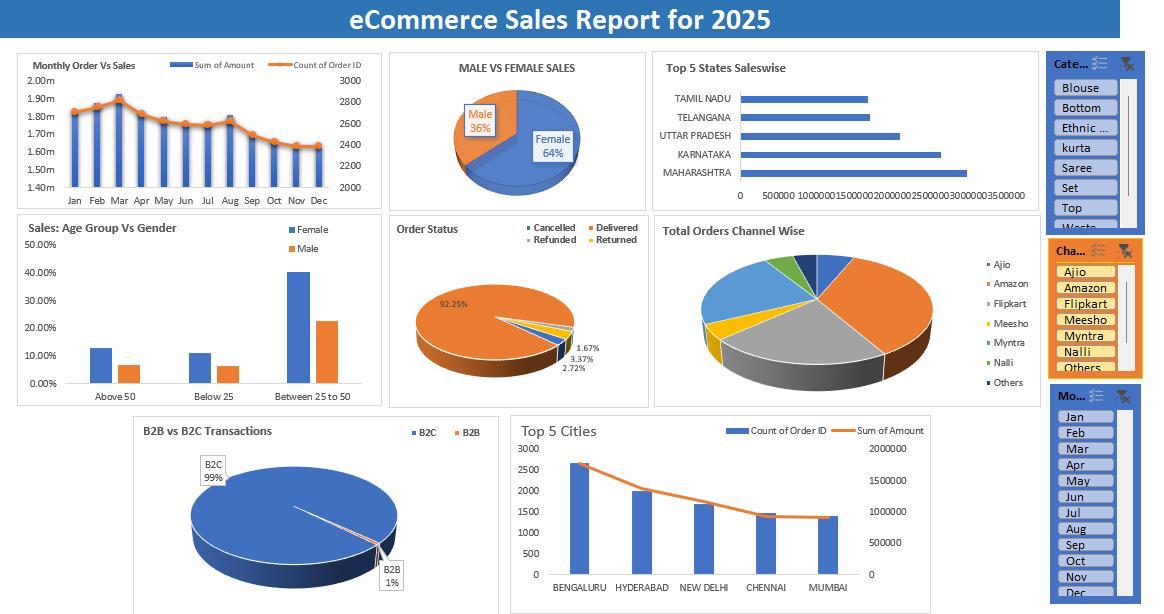 eCommerce Sales Report for 2025
Monthly Order Vs Sales
Sum of Amount
Count of Order ID
2.00m
1.90m
1.80m
1.70m
1.60m
1.50m
1.40m
3000
2800
2600
2400
2200
2000
Jan Feb Mar Apr May Jun Jul Aug Sep Oct Nov Dec
MALE VS FEMALE SALES
Male
36%
Female
64%
Top 5 States Saleswise
TAMIL NADU
TELANGANA
UTTAR PRADESH
KARNATAKA
MAHARASHTRA
0 500000 1000000 1500000 2000000 2500000 3000000 3500000
Cate...
Blouse
Bottom
Ethnic ...
kurta
Saree
Set
Top
Sales: Age Group Vs Gender
Female
Male
50.00%
40.00%
30.00%
20.00%
10.00%
0.00%
Above 50 Below 25 Between 25 to 50
Order Status
Cancelled Delivered
Refunded Returned
92.25%
1.67%
3.37%
2.72%
Total Orders Channel Wise
Ajio
Amazon
Flipkart
Meesho
Myntra
Nalli
Others
Cha...
Ajio
Amazon
Flipkart
Meesho
Myntra
Nalli
Others
B2B vs B2C Transactions
B2C B2B
B2C
99%
B2B
1%
Top 5 Cities
Count of Order ID
Sum of Amount
3000
2500
2000
1500
1000
500
0
2000000
1500000
1000000
500000
0
BENGALURU HYDERABAD NEW DELHI CHENNAI MUMBAI
Mo...
Jan
Feb
Mar
Apr
May
Jun
Jul
Aug
Sep
Oct
Nov
Dec